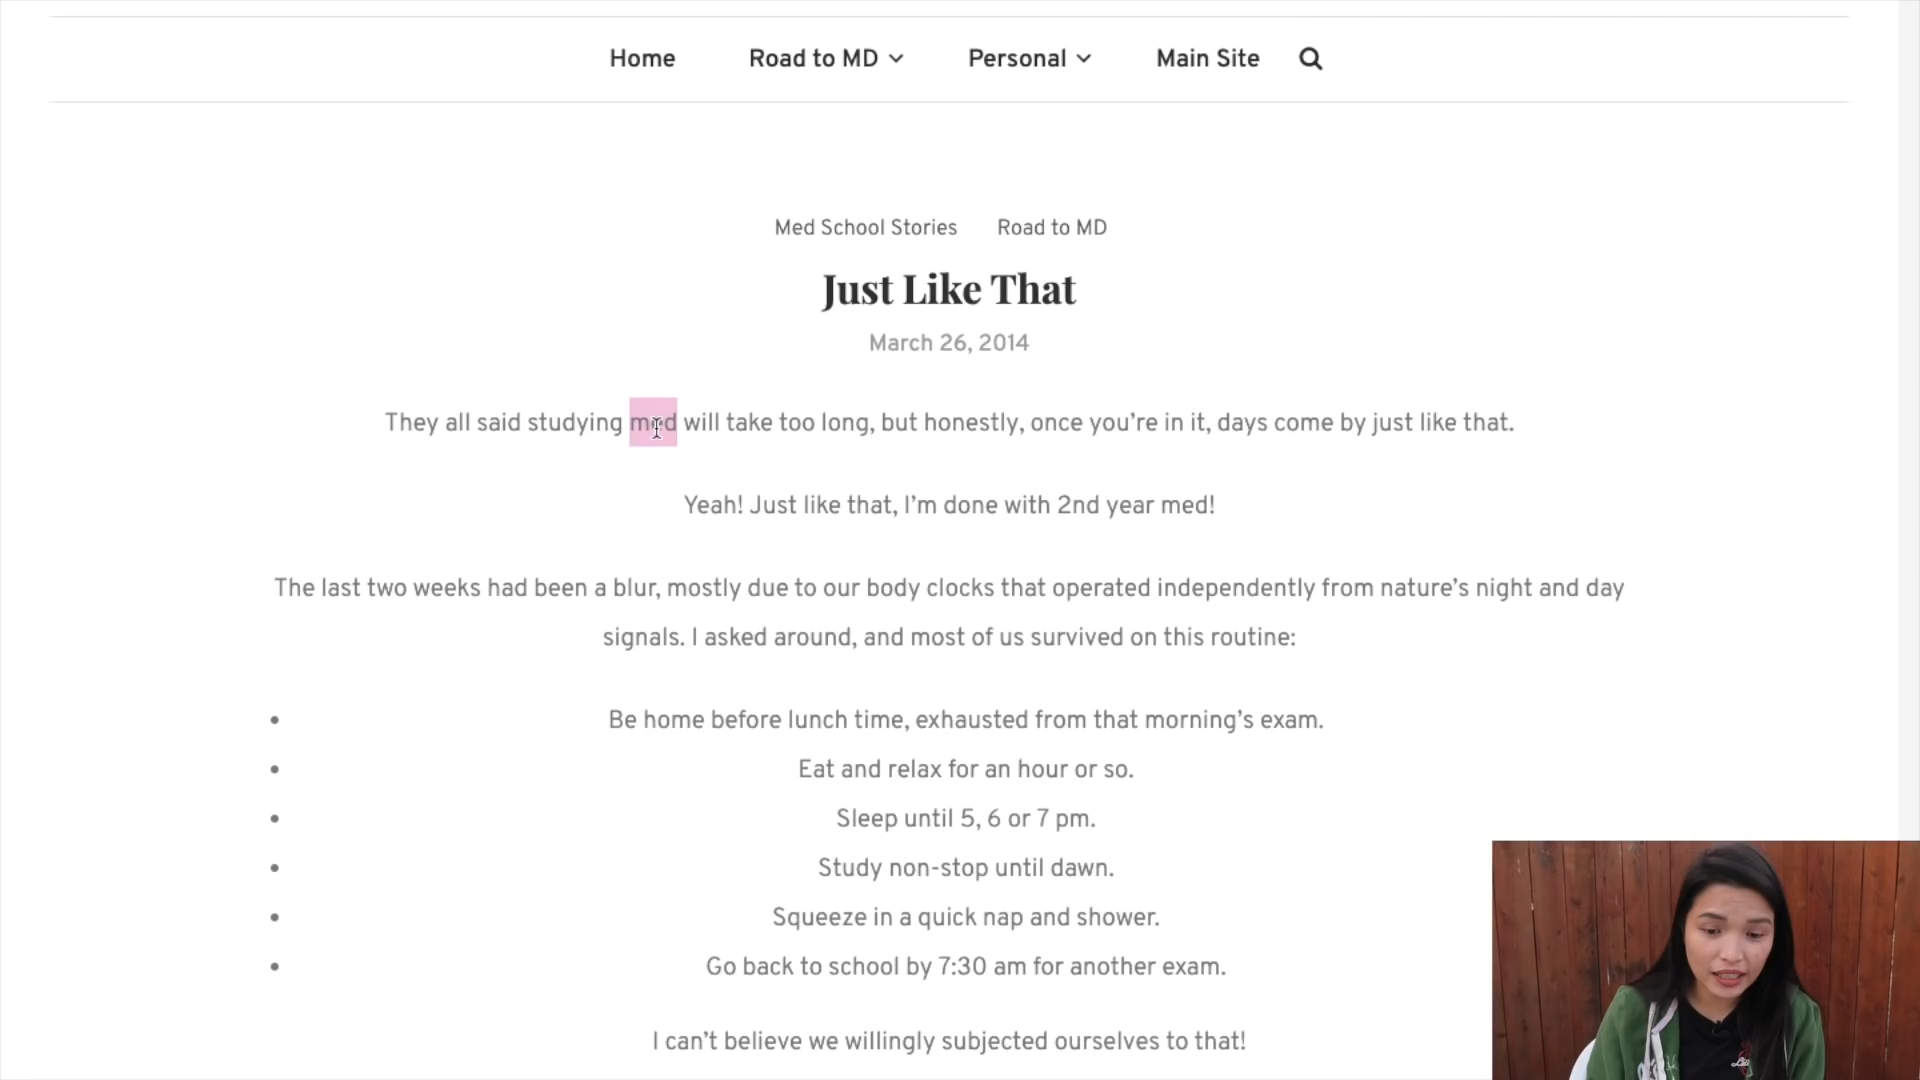 Home Road to MD Personal Main Site
Med School Stories Road to MD
Just Like That
March 26, 2014
They all said studying med will take too long, but honestly, once you’re in it, days come by just like that.
Yeah! Just like that, I’m done with 2nd year med!
The last two weeks had been a blur, mostly due to our body clocks that operated independently from nature’s night and day
signals. I asked around, and most of us survived on this routine:
• Be home before lunch time, exhausted from that morning’s exam.
• Eat and relax for an hour or so.
• Sleep until 5, 6 or 7 pm.
• Study non-stop until dawn.
• Squeeze in a quick nap and shower.
• Go back to school by 7:30 am for another exam.
I can’t believe we willingly subjected ourselves to that!